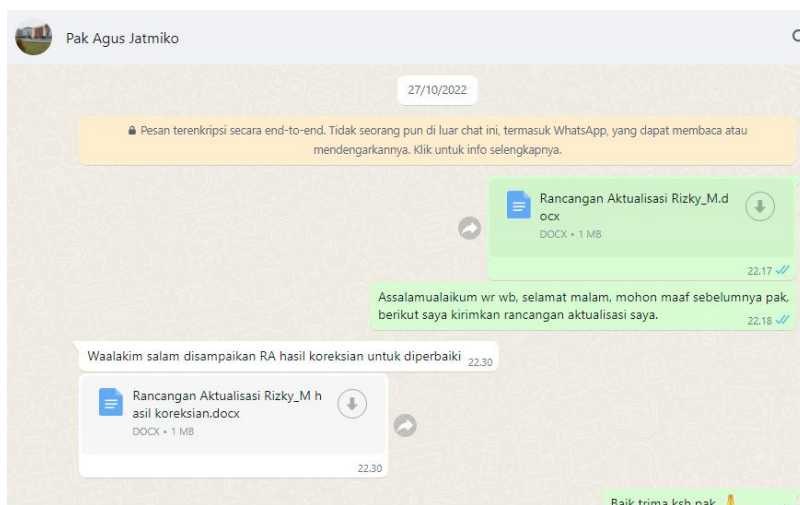 Pak Agus Jatmiko
27/10/2022
Pesan terenkripsi secara end-to-end. Tidak seorang pun di luar chat ini, termasuk WhatsApp, yang dapat membaca atau
mendengarkannya. Klik untuk info selengkapnya.
Rancangan Aktualisasi Rizky_M.d
ocx
DOCX • 1 MB
22.17
Assalamualaikum wr wb, selamat malam, mohon maaf sebelumnya pak,
berikut saya kirimkan rancangan aktualisasi saya.
22.18
Waalakim salam disampaikan RA hasil koreksian untuk diperbaiki 22.30
Rancangan Aktualisasi Rizky_M h
asil koreksian.docx
DOCX • 1 MB
22.30
Baik trima ksh pak